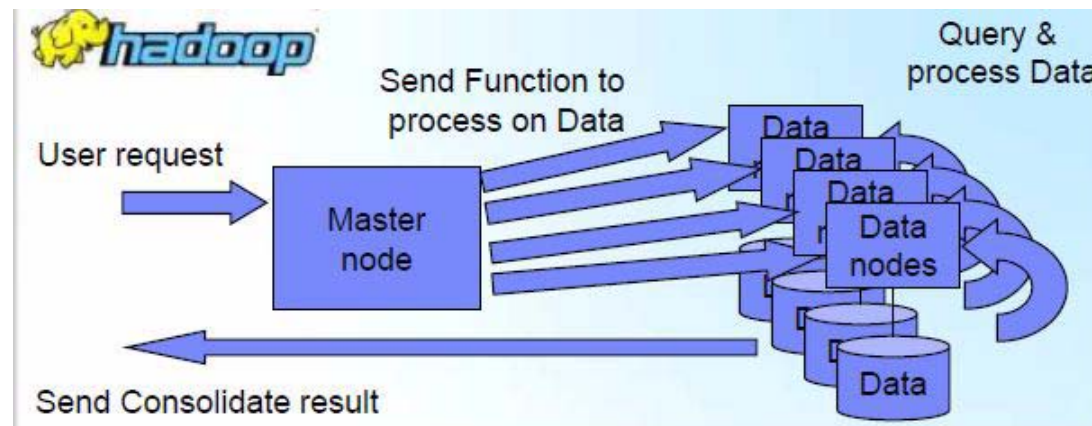 hadoop
Query &
process Data
Send Function to
process on Data
User request
Master
node
Data
Data
Data
Data
nodes
D
D
D
Data
Send Consolidate result